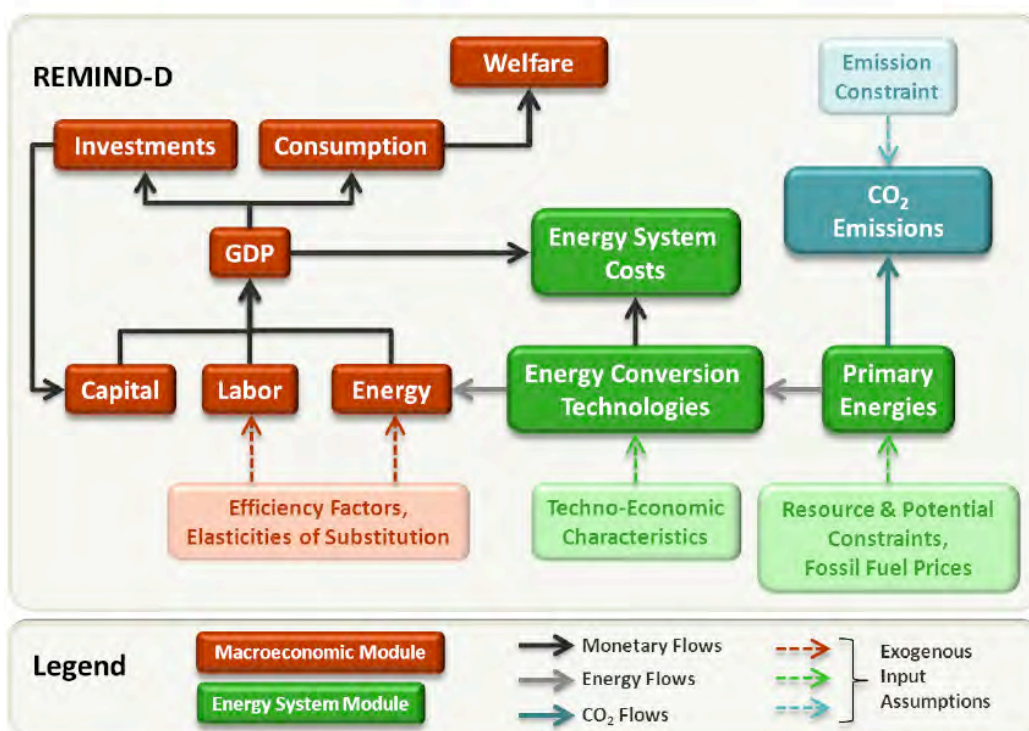 REMIND-D
Welfare
Emission
Constraint
Investments
Consumption
CO₂
Emissions
GDP
Energy System
Costs
Capital
Labor
Energy
Energy Conversion
Technologies
Primary
Energies
Efficiency Factors,
Elasticities of Substitution
Techno-Economic
Characteristics
Resource & Potential
Constraints,
Fossil Fuel Prices
Legend
Macroeconomic Module
Energy System Module
Monetary Flows
Energy Flows
CO₂ Flows
Exogenous
Input
Assumptions